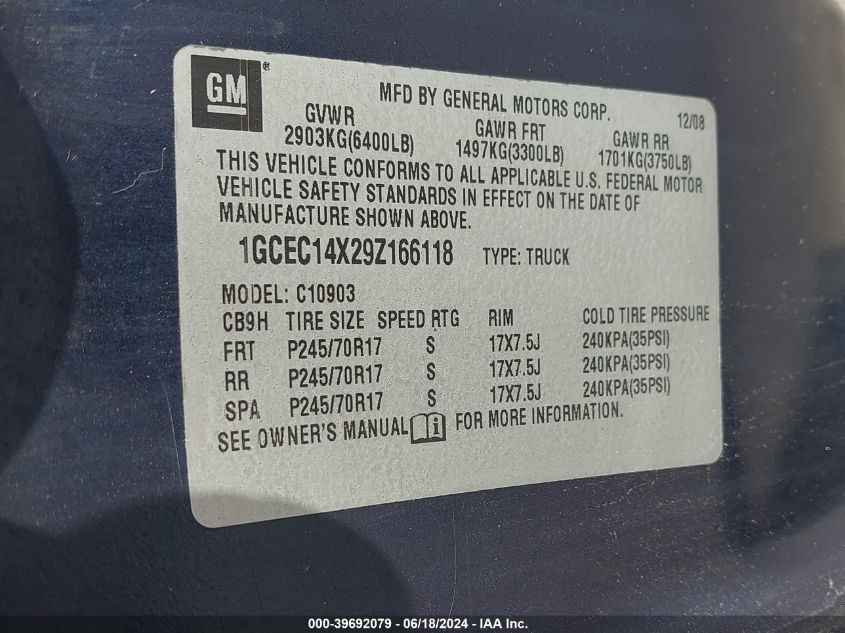 GM®
MFD BY GENERAL MOTORS CORP. 12/08
GVWR GAWR FRT GAWR RR
2903KG(6400LB) 1497KG(3300LB) 1701KG(3750LB)
THIS VEHICLE CONFORMS TO ALL APPLICABLE U.S. FEDERAL MOTOR
VEHICLE SAFETY STANDARDS IN EFFECT ON THE DATE OF
MANUFACTURE SHOWN ABOVE.
1GCEC14X29Z166118 TYPE: TRUCK
MODEL: C10903
CB9H TIRE SIZE SPEED RTG RIM COLD TIRE PRESSURE
FRT P245/70R17 S 17X7.5J 240KPA(35PSI)
RR P245/70R17 S 17X7.5J 240KPA(35PSI)
SPA P245/70R17 S 17X7.5J 240KPA(35PSI)
SEE OWNER'S MANUAL FOR MORE INFORMATION.
000-39692079 - 06/18/2024 - IAA Inc.